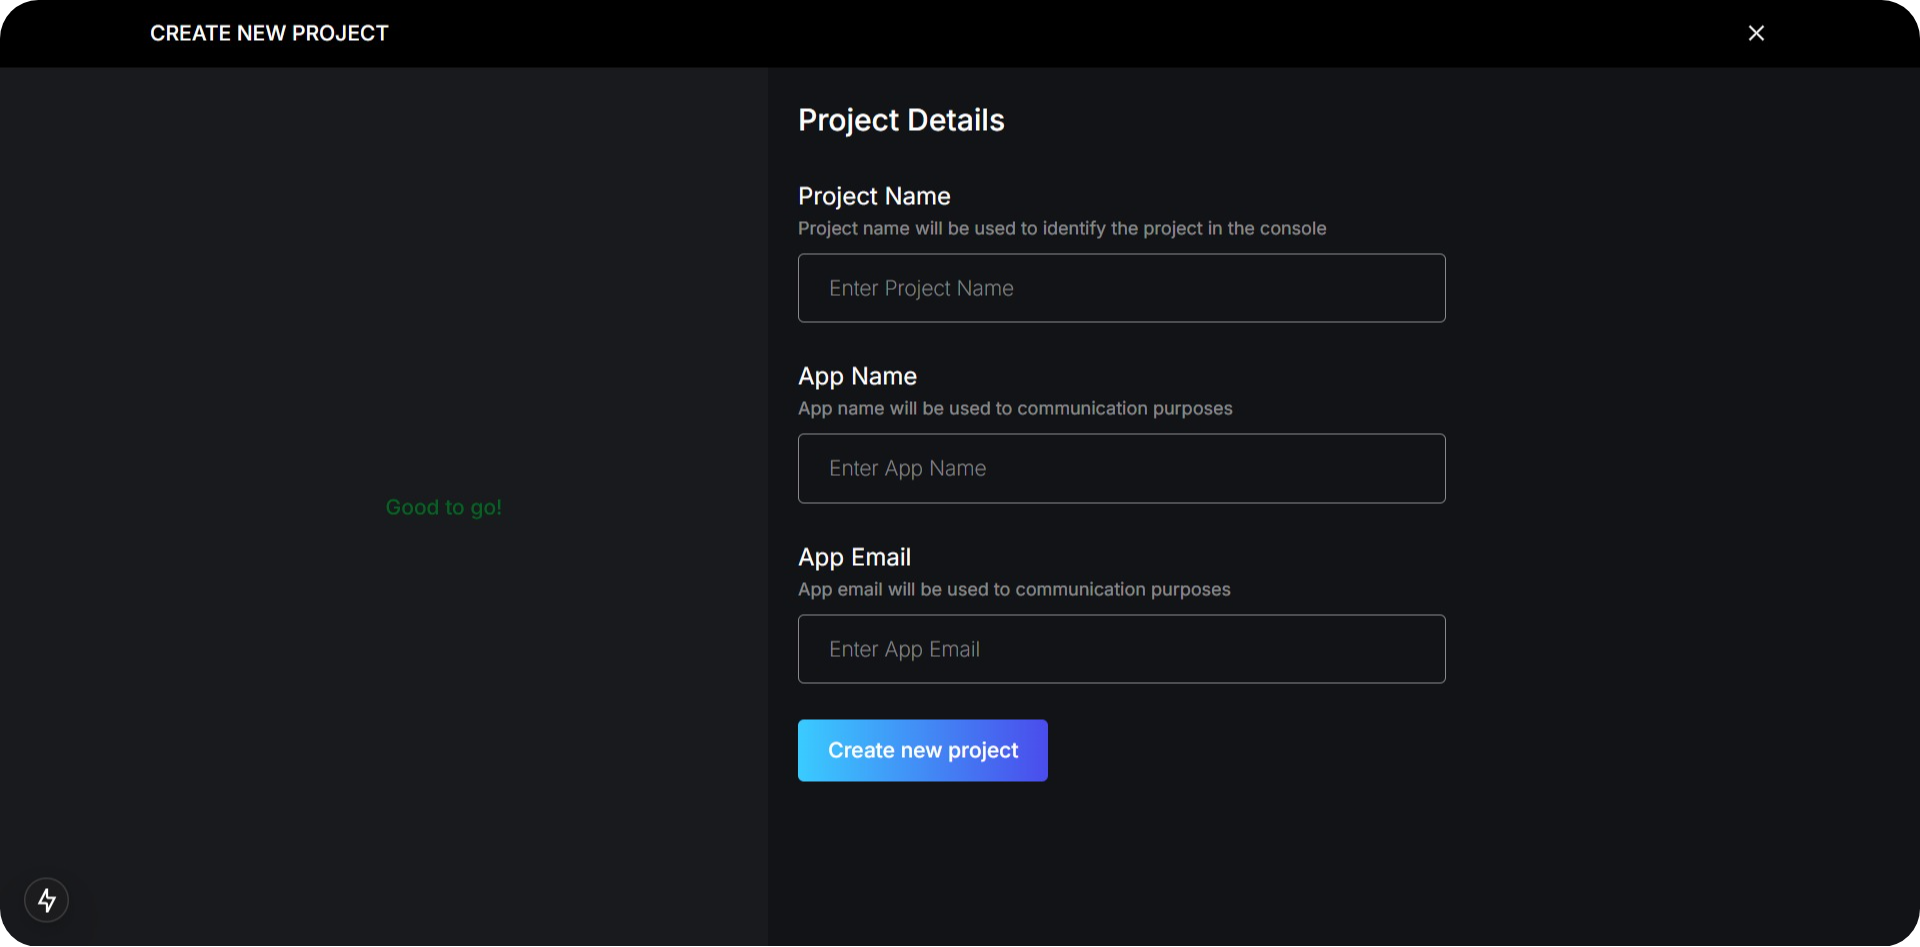 CREATE NEW PROJECT
Good to go!
Project Details
Project Name
Project name will be used to identify the project in the console
Enter Project Name
App Name
App name will be used to communication purposes
Enter App Name
App Email
App email will be used to communication purposes
Enter App Email
Create new project